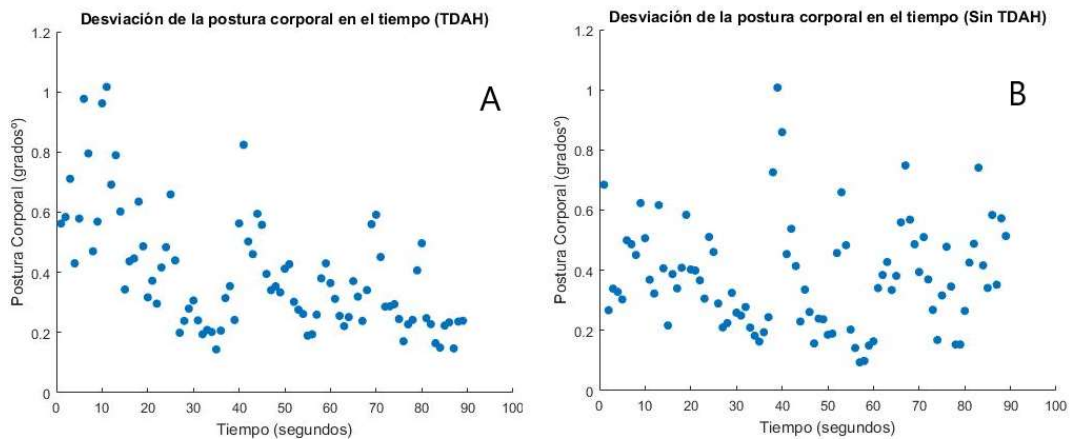 Desviación de la postura corporal en el tiempo (TDAH)
1.2
1
0.8
0.6
0.4
0.2
0
Postura Corporal (grados°)
A
0 10 20 30 40 50 60 70 80 90 100
Tiempo (segundos)
Desviación de la postura corporal en el tiempo (Sin TDAH)
1.2
1
0.8
0.6
0.4
0.2
0
Postura Corporal (grados°)
B
0 10 20 30 40 50 60 70 80 90 100
Tiempo (segundos)